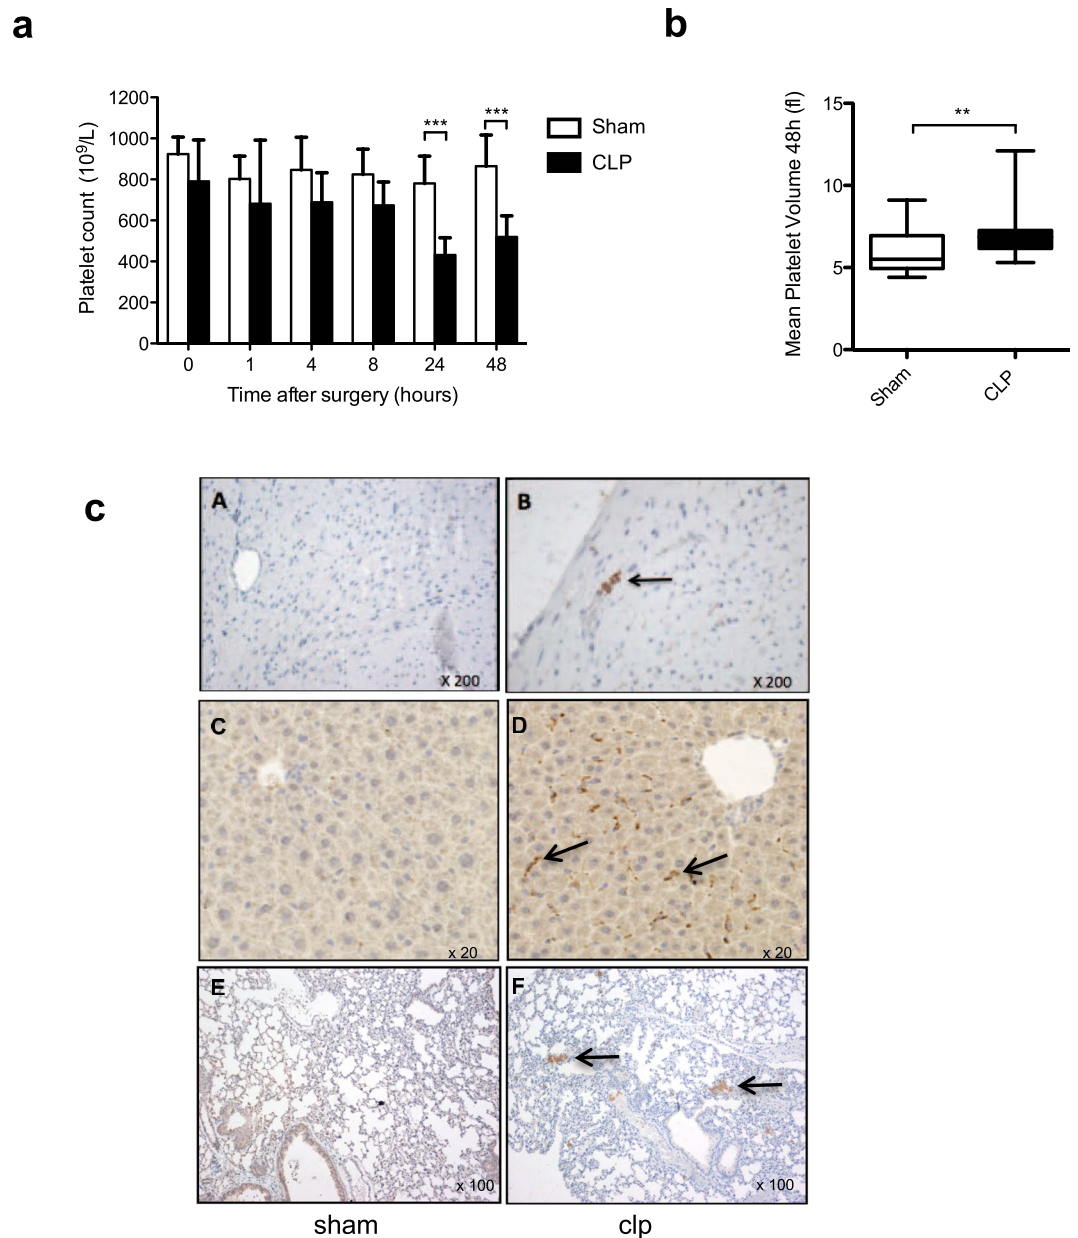 a
b
1200
1000
800
600
400
200
0
Platelet count (10⁹/L)
***
***
Sham
CLP
0 1 4 8 24 48
Time after surgery (hours)
15
10
5
0
Mean Platelet Volume 48h (fl)
**
Sham
CLP
c
A
X 200
B
X 200
C
x 20
D
x 20
E
x 100
F
x 100
sham
clp